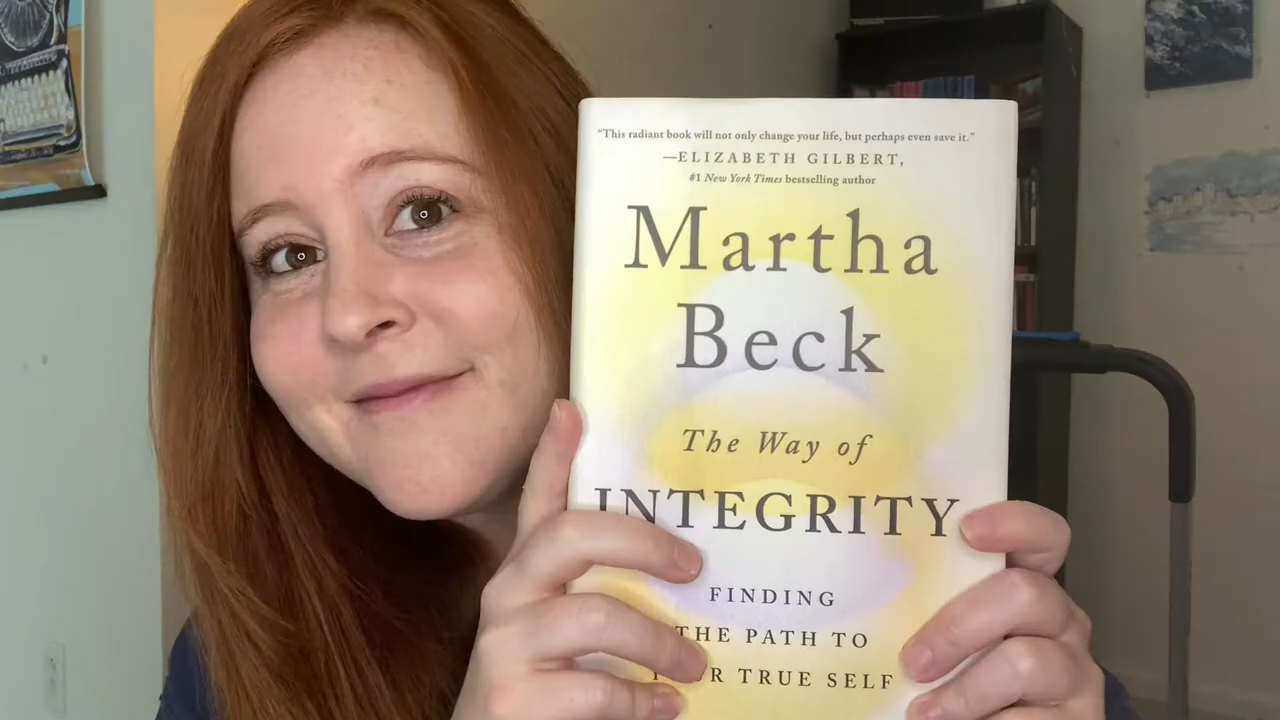 "This radiant book will not only change your life, but perhaps even save it."
—ELIZABETH GILBERT,
#1 New York Times bestselling author
Martha
Beck
The Way of
INTEGRITY
FINDING
THE PATH TO
TRUE SELF